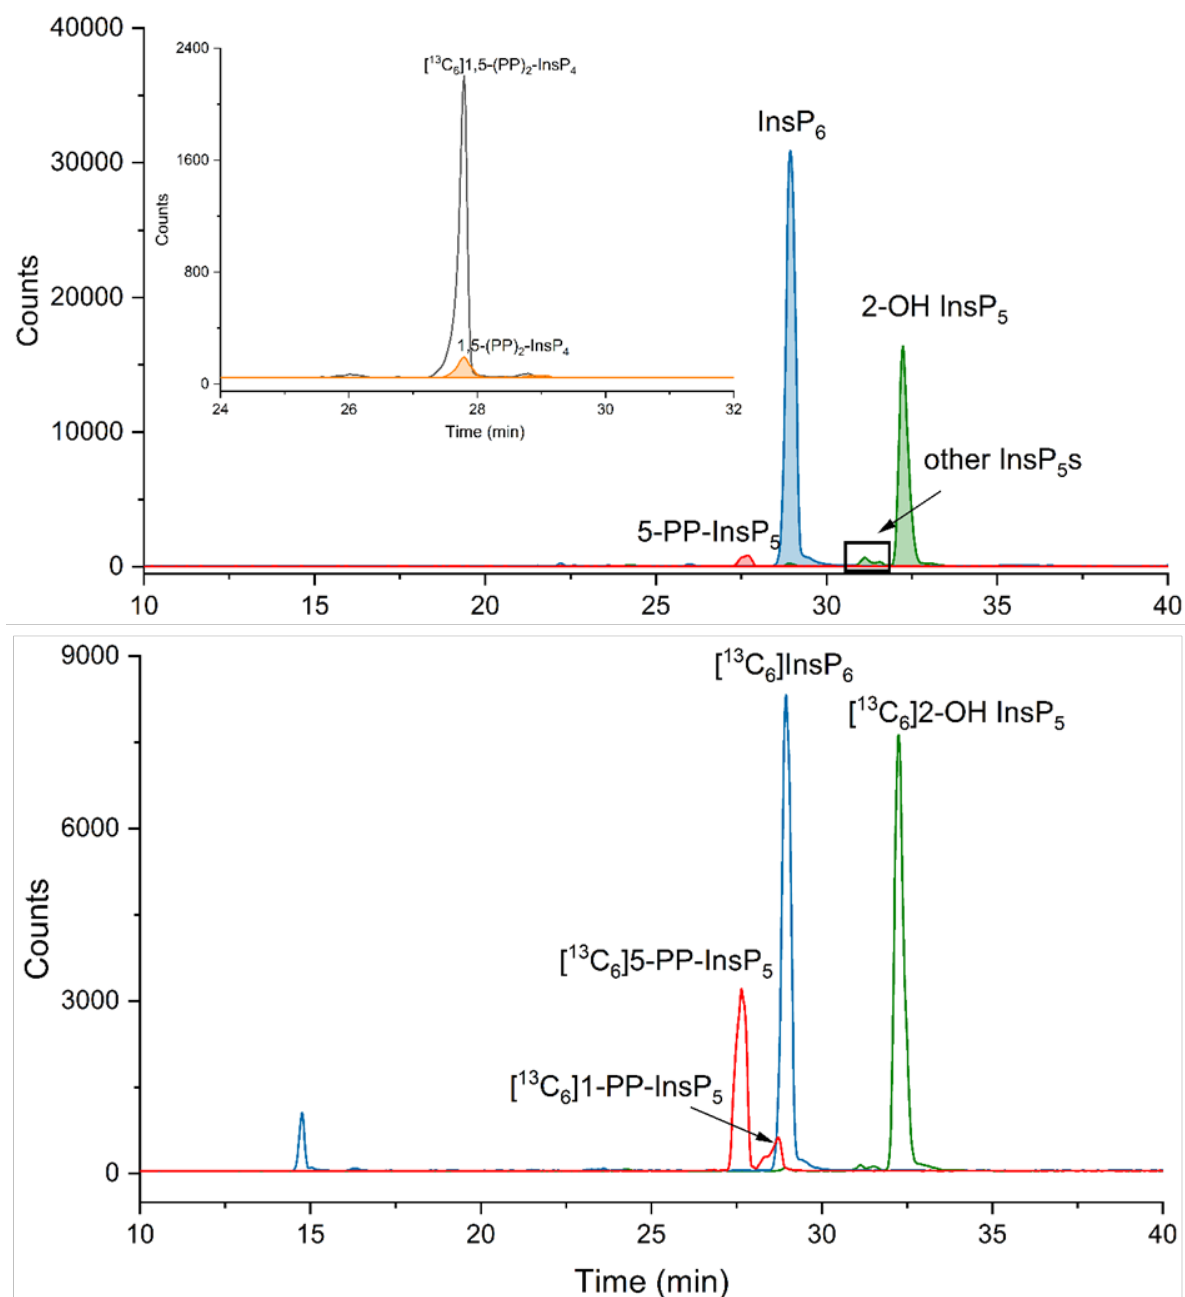 40000
30000
20000
10000
0
Counts
2400
1600
800
0
Counts
[¹³C₆]1,5-(PP)₂-InsP₄
1,5-(PP)₂-InsP₄
24 26 28 30 32
Time (min)
InsP₆
2-OH InsP₅
other InsP₅s
5-PP-InsP₅
10 15 20 25 30 35 40
9000
6000
3000
0
Counts
[¹³C₆]InsP₆
[¹³C₆]2-OH InsP₅
[¹³C₆]5-PP-InsP₅
[¹³C₆]1-PP-InsP₅
10 15 20 25 30 35 40
Time (min)